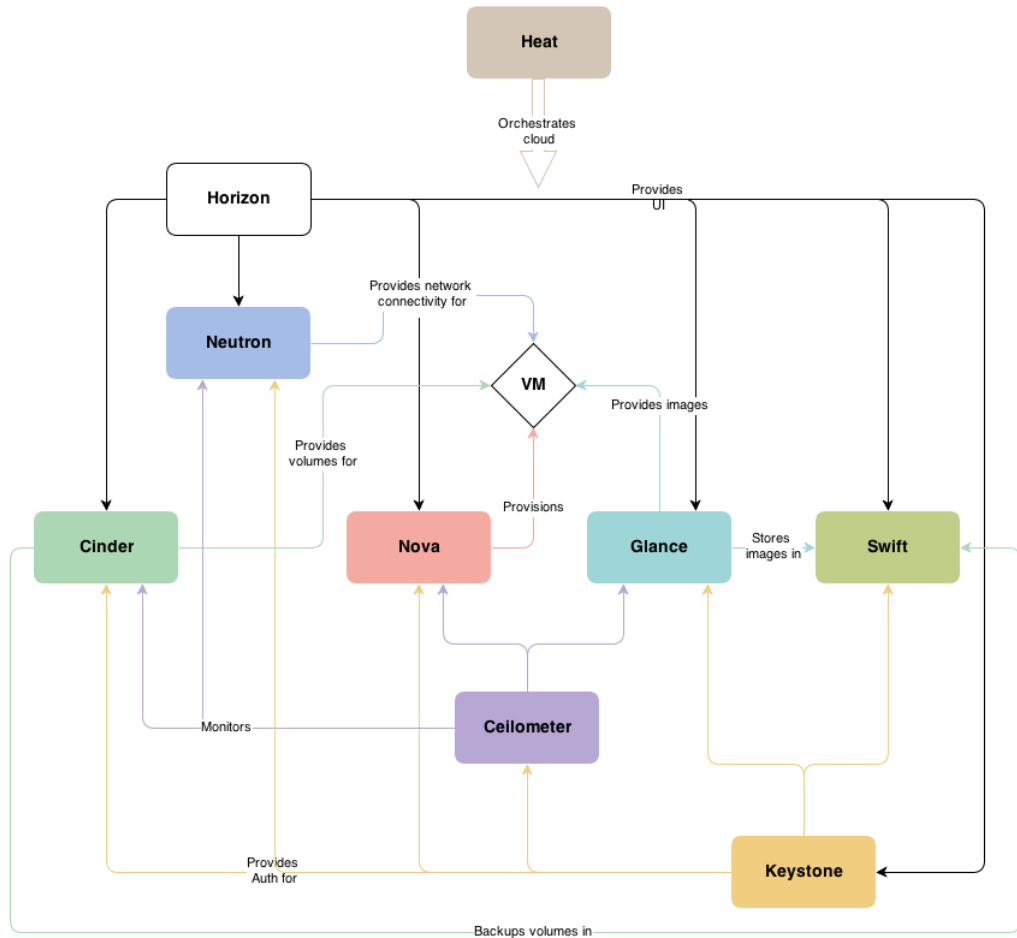 Heat
Orchestrates
cloud
Horizon
Provides
UI
Provides network
connectivity for
Neutron
VM
Provides images
Provides
volumes for
Provisions
Cinder
Nova
Glance
Stores
images in
Swift
Ceilometer
Monitors
Provides
Auth for
Keystone
Backups volumes in